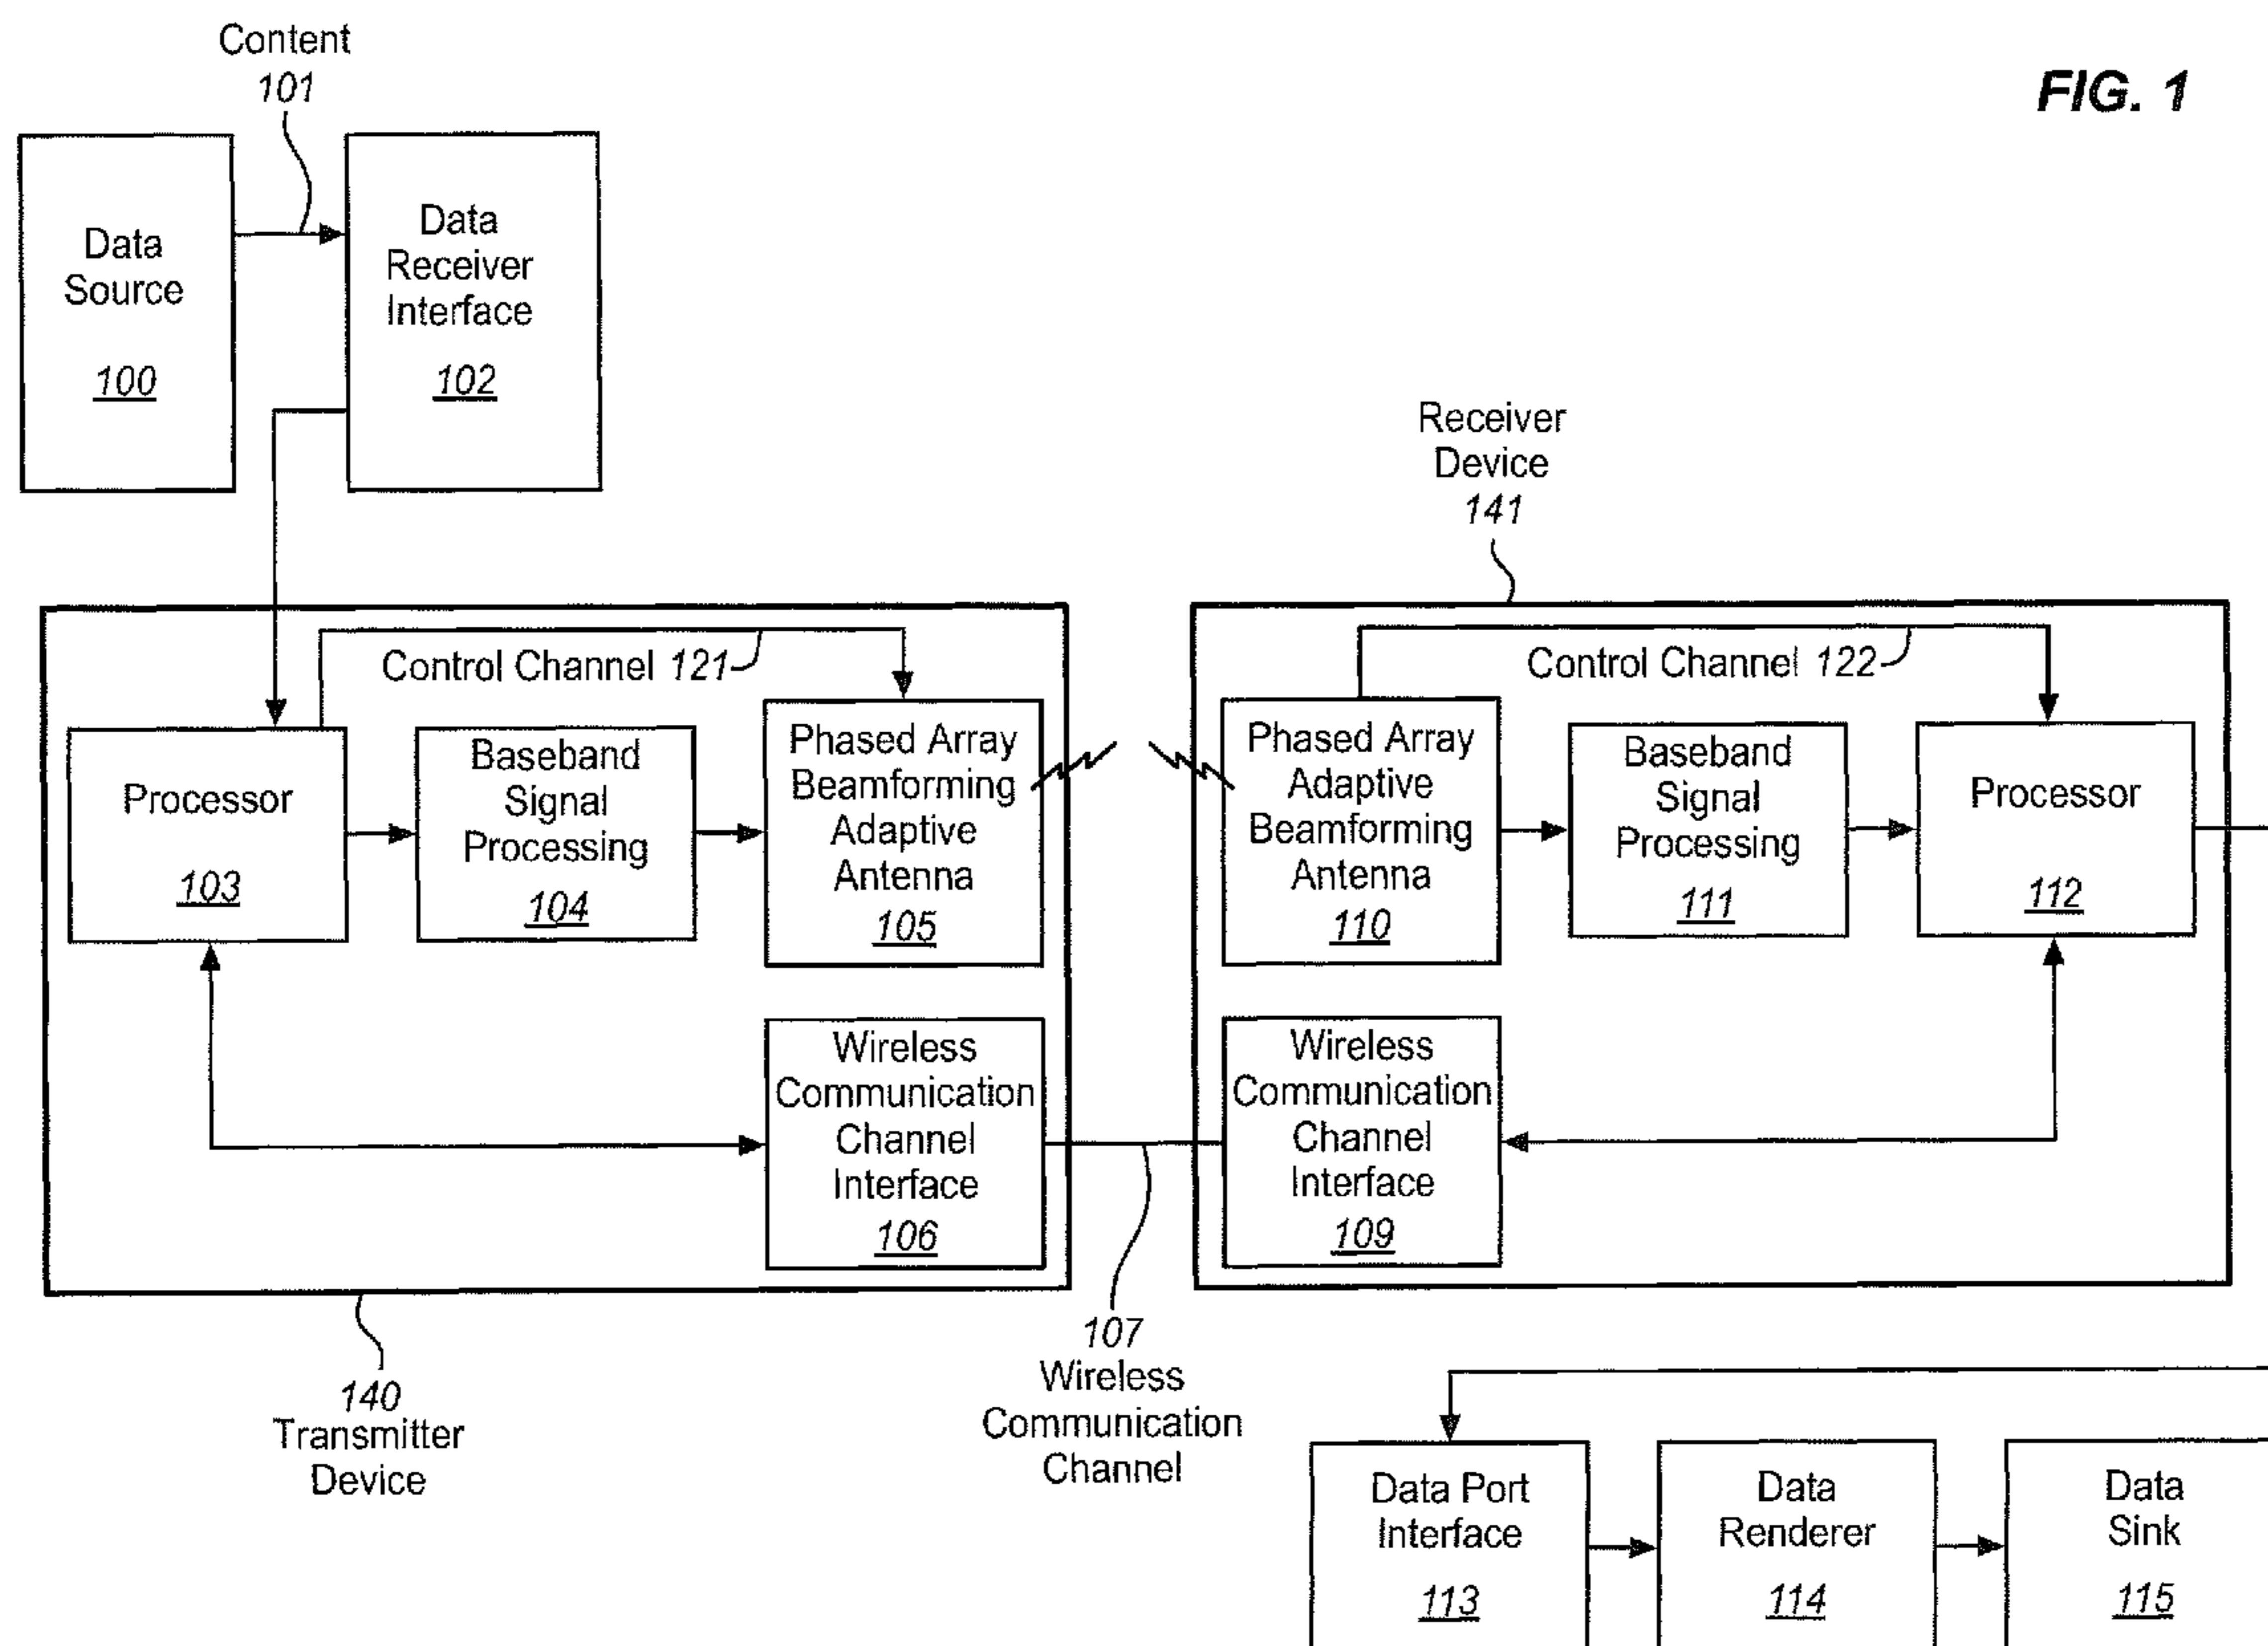 FIG. 1
Content
101
Data
Source
100
Data
Receiver
Interface
102
Receiver
Device
141
Control Channel 121
Processor
103
Baseband
Signal
Processing
104
Phased Array
Beamforming
Adaptive
Antenna
105
Wireless
Communication
Channel
Interface
106
Control Channel 122
Phased Array
Adaptive
Beamforming
Antenna
110
Baseband
Signal
Processing
111
Processor
112
Wireless
Communication
Channel
Interface
109
140
Transmitter
Device
107
Wireless
Communication
Channel
Data Port
Interface
113
Data
Renderer
114
Data
Sink
115